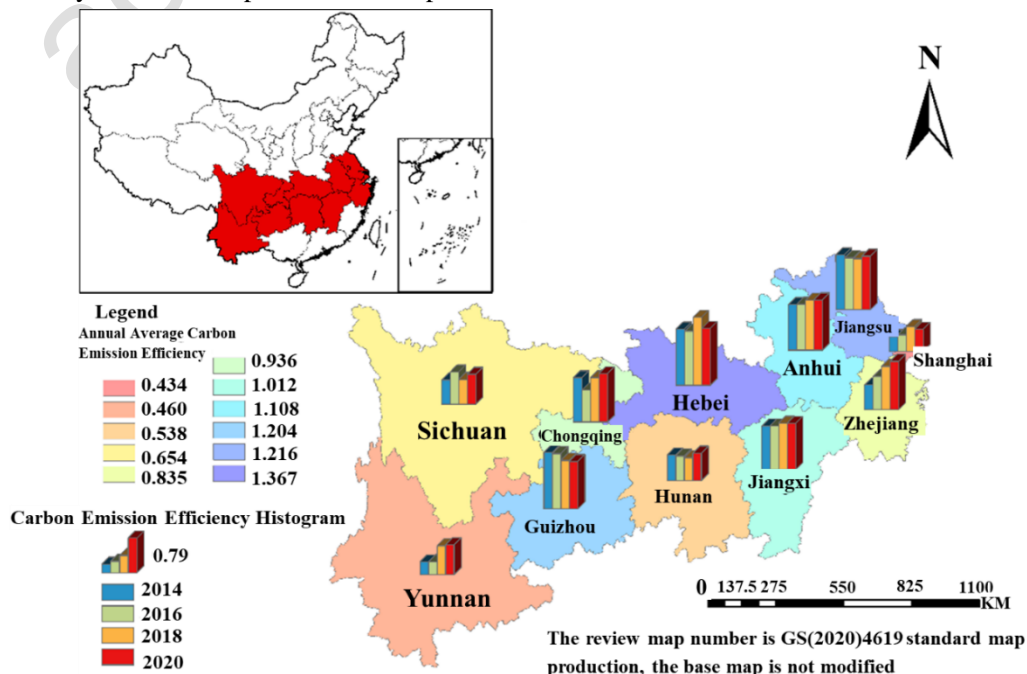 N
Legend
Annual Average Carbon
Emission Efficiency
0.434
0.460
0.538
0.654
0.835
0.936
1.012
1.108
1.204
1.216
1.367
Carbon Emission Efficiency Histogram
0.79
2014
2016
2018
2020
Jiangsu
Shanghai
Anhui
Hebei
Zhejiang
Sichuan
Chongqing
Jiangxi
Hunan
Guizhou
Yunnan
0 137.5 275 550 825 1100
KM
The review map number is GS(2020)4619 standard map
production, the base map is not modified